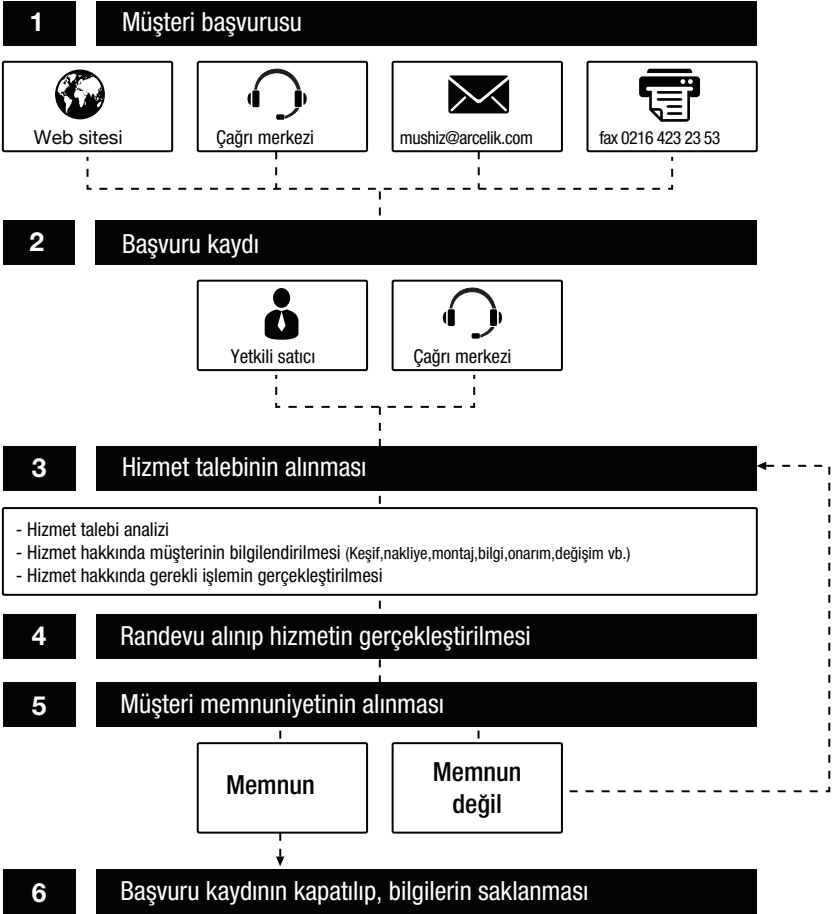 1 Müşteri başvurusu
Web sitesi
Çağrı merkezi
mushiz@arcelik.com
fax 0216 423 23 53
2 Başvuru kaydı
Yetkili satıcı
Çağrı merkezi
3 Hizmet talebinin alınması
- Hizmet talebi analizi
- Hizmet hakkında müşterinin bilgilendirilmesi (Keşif,nakliye,montaj,bilgi,onarım,değişim vb.)
- Hizmet hakkında gerekli işlemin gerçekleştirilmesi
4 Randevu alınıp hizmetin gerçekleştirilmesi
5 Müşteri memnuniyetinin alınması
Memnun
Memnun
değil
6 Başvuru kaydının kapatılıp, bilgilerin saklanması